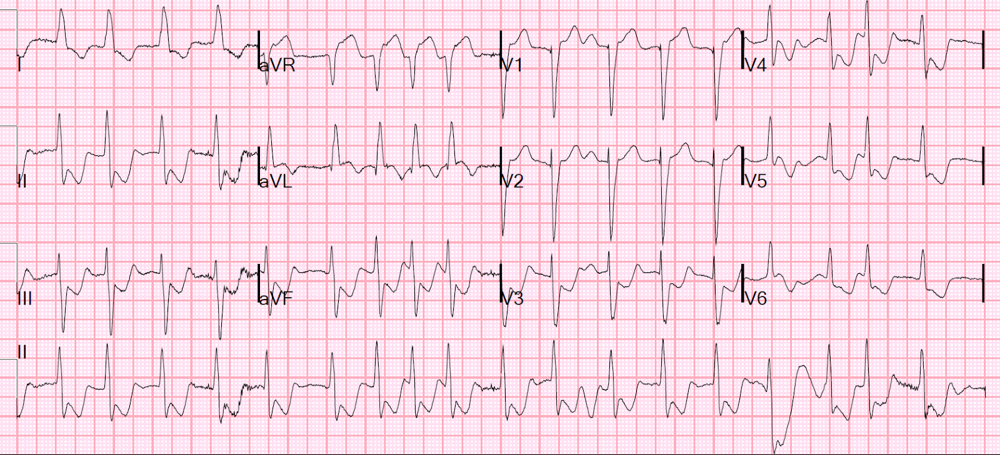 I aVR V1 V4
II aVL V2 V5
III aVF V3 V6
II